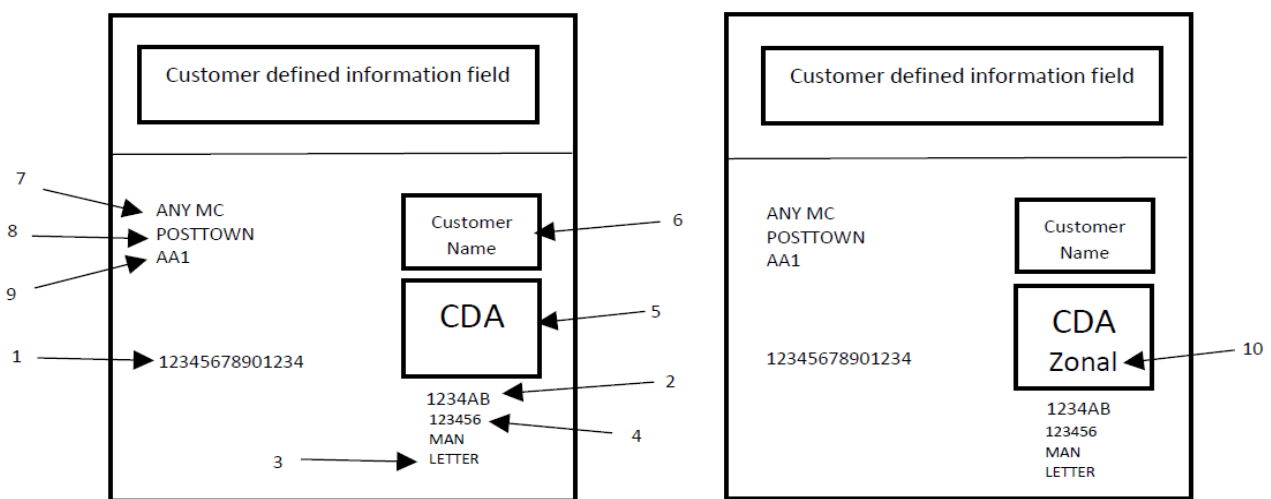 Customer defined information field
7
ANY MC
8
POSTTOWN
9
AA1
Customer
Name
6
CDA
5
1
12345678901234
1234AB
2
123456
4
MAN
3
LETTER
Customer defined information field
ANY MC
POSTTOWN
AA1
Customer
Name
CDA
Zonal
10
12345678901234
1234AB
123456
MAN
LETTER